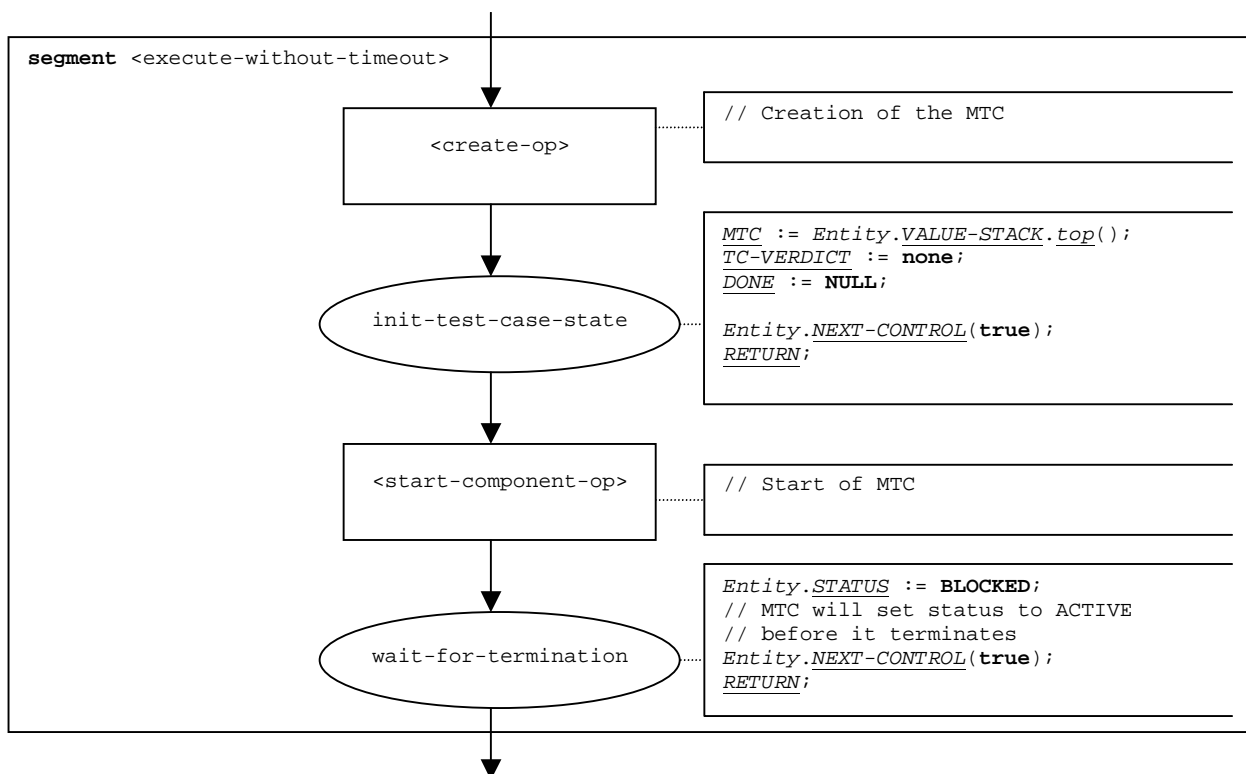 segment <execute-without-timeout>
<create-op>
// Creation of the MTC
init-test-case-state
MTC := Entity.VALUE-STACK.top();
TC-VERDICT := none;
DONE := NULL;
Entity.NEXT-CONTROL(true);
RETURN;
<start-component-op>
// Start of MTC
wait-for-termination
Entity.STATUS := BLOCKED;
// MTC will set status to ACTIVE
// before it terminates
Entity.NEXT-CONTROL(true);
RETURN;